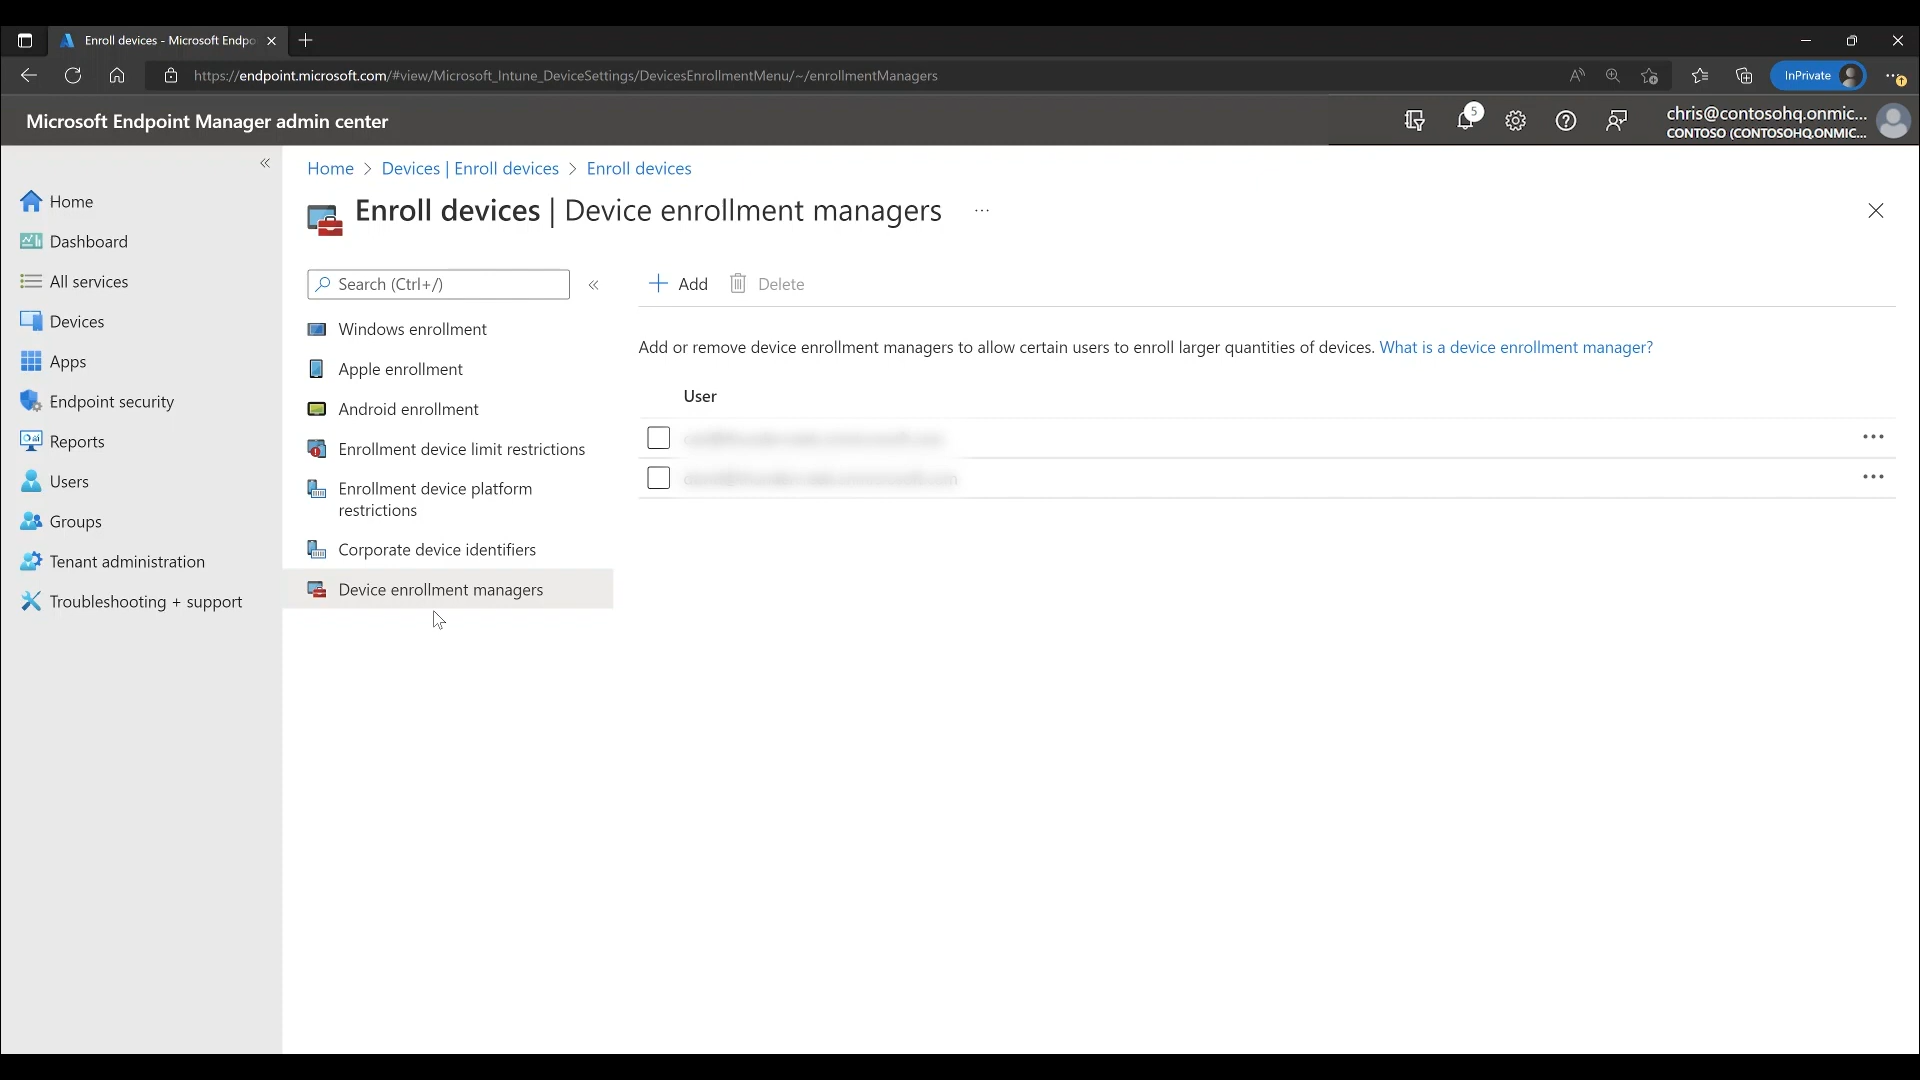 Enroll devices - Microsoft Endpo
https://endpoint.microsoft.com/#view/Microsoft_Intune_DeviceSettings/DevicesEnrollmentMenu/~/enrollmentManagers
InPrivate
Microsoft Endpoint Manager admin center
5
chris@contosohq.onmic...
CONTOSO (CONTOSOHQ.ONMIC...
Home
Dashboard
All services
Devices
Apps
Endpoint security
Reports
Users
Groups
Tenant administration
Troubleshooting + support
Home > Devices | Enroll devices > Enroll devices
Enroll devices | Device enrollment managers ...
Search (Ctrl+/)
Windows enrollment
Apple enrollment
Android enrollment
Enrollment device limit restrictions
Enrollment device platform
restrictions
Corporate device identifiers
Device enrollment managers
Add Delete
Add or remove device enrollment managers to allow certain users to enroll larger quantities of devices. What is a device enrollment manager?
User